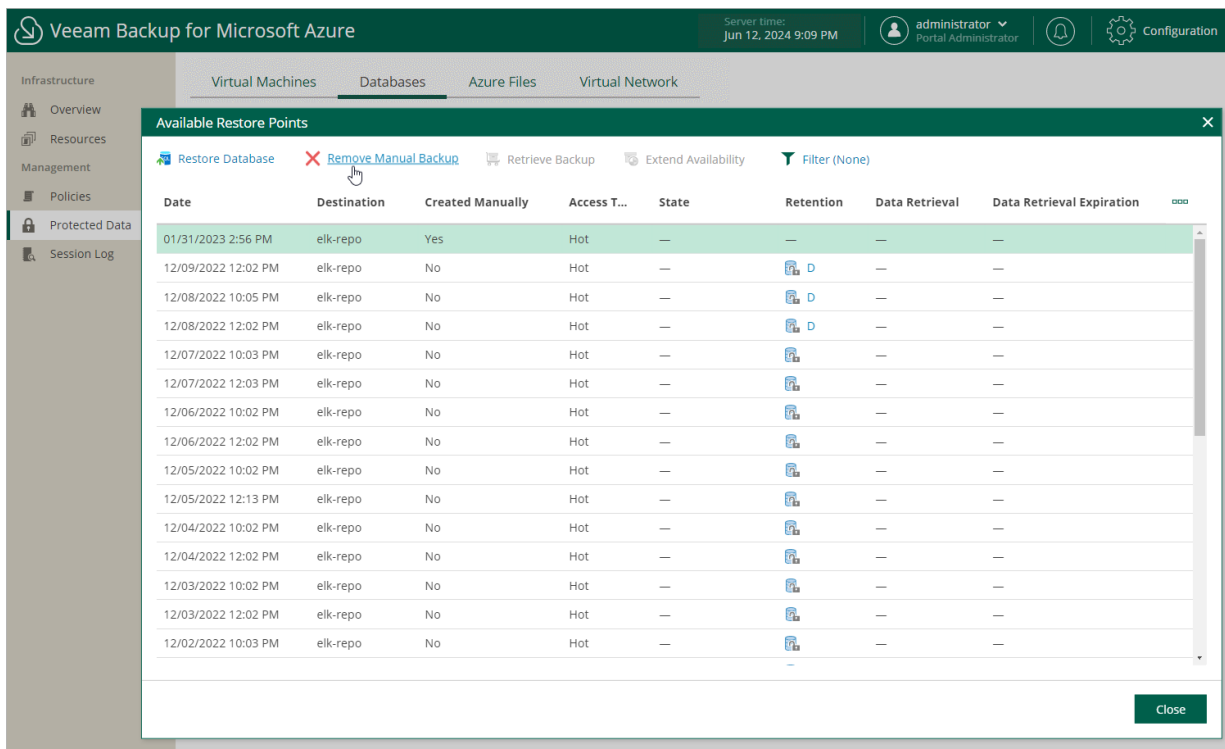 Veeam Backup for Microsoft Azure
Server time:
Jun 12, 2024 9:09 PM
administrator
Portal Administrator
Configuration
Infrastructure
Overview
Resources
Management
Policies
Protected Data
Session Log
Virtual Machines Databases Azure Files Virtual Network
Available Restore Points
Restore Database Remove Manual Backup Retrieve Backup Extend Availability Filter (None)
Date Destination Created Manually Access T... State Retention Data Retrieval Data Retrieval Expiration
01/31/2023 2:56 PM elk-repo Yes Hot — — — —
12/09/2022 12:02 PM elk-repo No Hot — D — —
12/08/2022 10:05 PM elk-repo No Hot — D — —
12/08/2022 12:02 PM elk-repo No Hot — D — —
12/07/2022 10:03 PM elk-repo No Hot — — —
12/07/2022 12:03 PM elk-repo No Hot — — —
12/06/2022 10:02 PM elk-repo No Hot — — —
12/06/2022 12:02 PM elk-repo No Hot — — —
12/05/2022 10:02 PM elk-repo No Hot — — —
12/05/2022 12:13 PM elk-repo No Hot — — —
12/04/2022 10:02 PM elk-repo No Hot — — —
12/04/2022 12:02 PM elk-repo No Hot — — —
12/03/2022 10:02 PM elk-repo No Hot — — —
12/03/2022 12:02 PM elk-repo No Hot — — —
12/02/2022 10:03 PM elk-repo No Hot — — —
Close